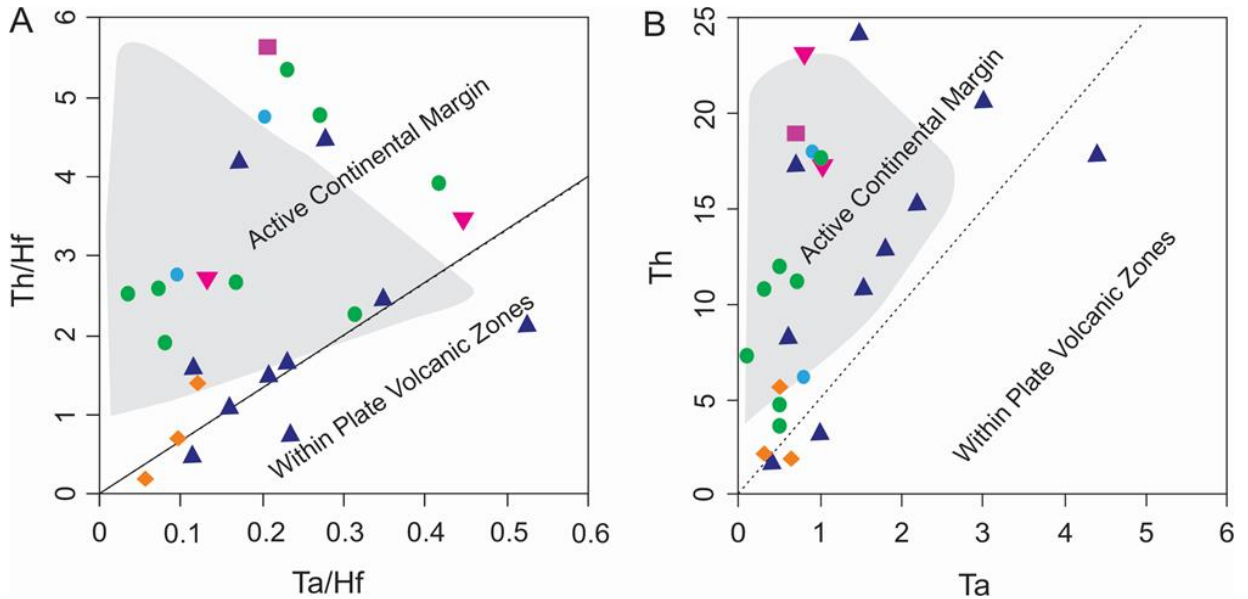 A
6
5
4
3
2
1
0
Th/Hf
Active Continental Margin
Within Plate Volcanic Zones
0
0.1
0.2
0.3
0.4
0.5
0.6
Ta/Hf
B
25
20
15
10
5
0
Th
Active Continental Margin
Within Plate Volcanic Zones
0
1
2
3
4
5
6
Ta